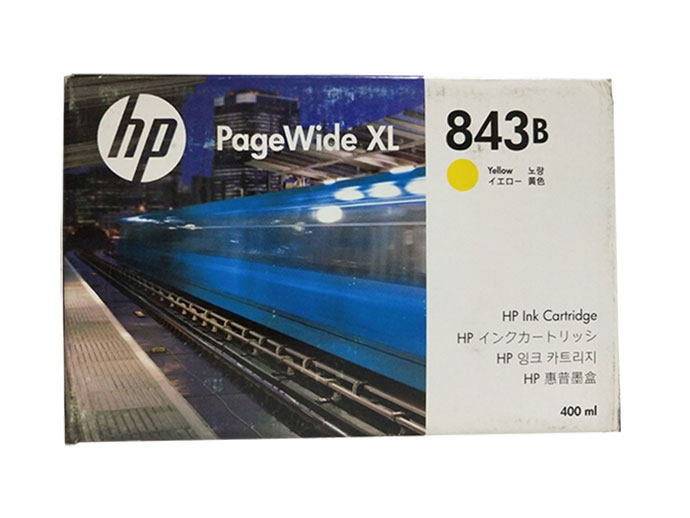 hp
PageWide XL
843B
Yellow 노랑
イエロー 黃色
HP Ink Cartridge
HP インクカートリッジ
HP 잉크 카트리지
HP 惠普墨盒
400 ml